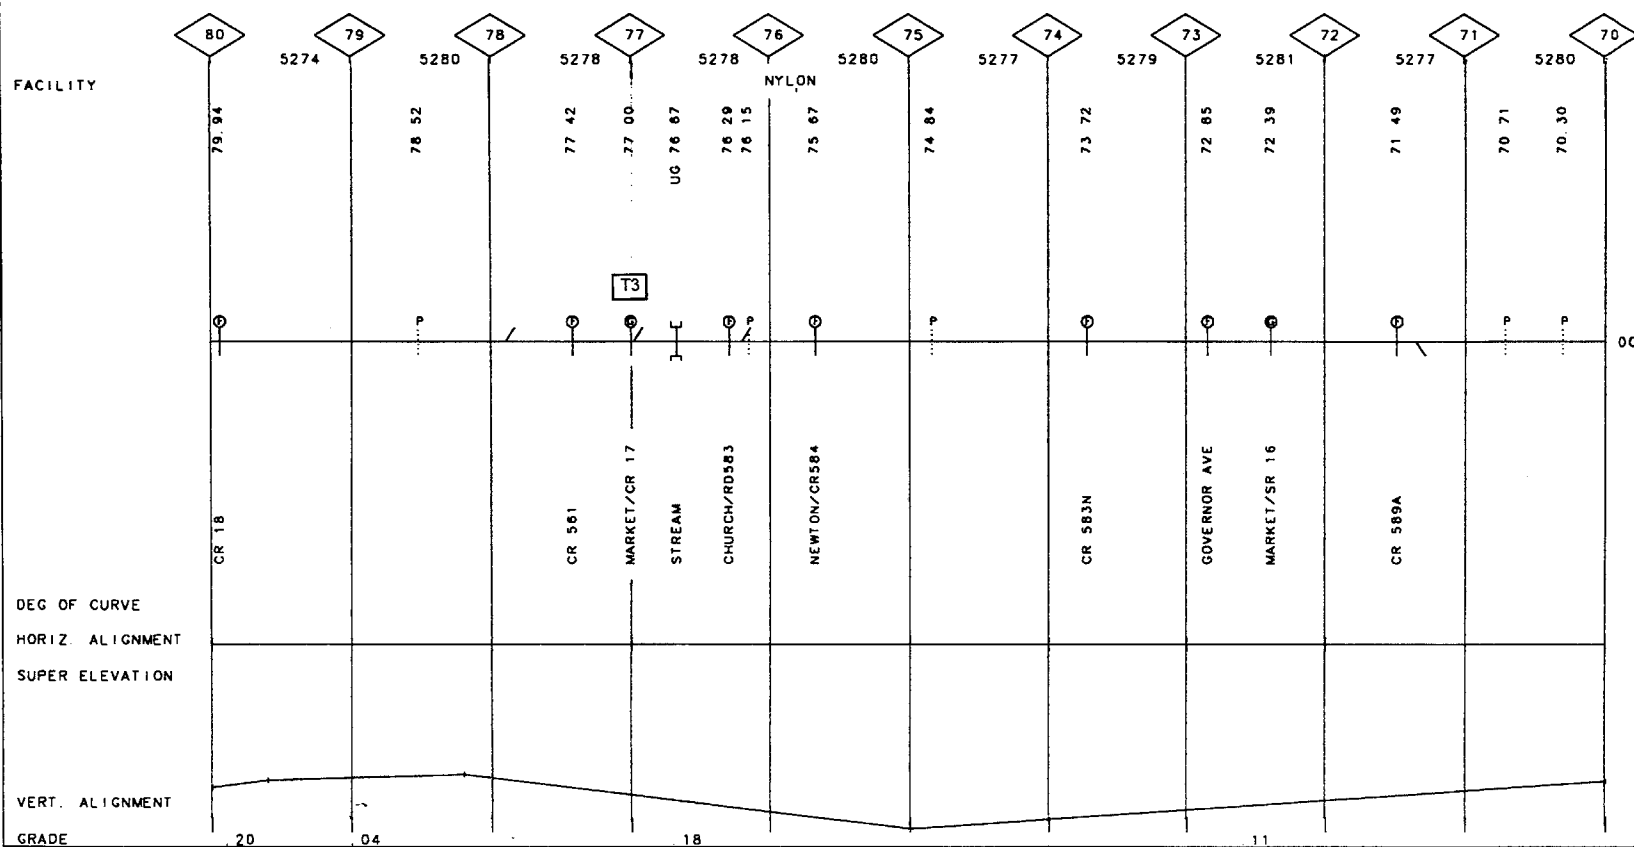 80 79 78 77 76 75 74 73 72 71 70
5274 5280 5278 5278 5280 5277 5279 5281 5277 5280
FACILITY
NYLON
79.94
78 52
77 42
77 00
UG 76 87
76 29
76 15
75 67
74 84
73 72
72 85
72 39
71 49
70 71
70.30
T3
F P F G F P F P F F G F P P
00
CR 18
CR 561
MARKET/CR 17
STREAM
CHURCH/RD583
NEWTON/CR584
CR 583N
GOVERNOR AVE
MARKET/SR 16
CR 589A
DEG OF CURVE
HORIZ. ALIGNMENT
SUPER ELEVATION
VERT. ALIGNMENT
GRADE .20 .04 .18 .11